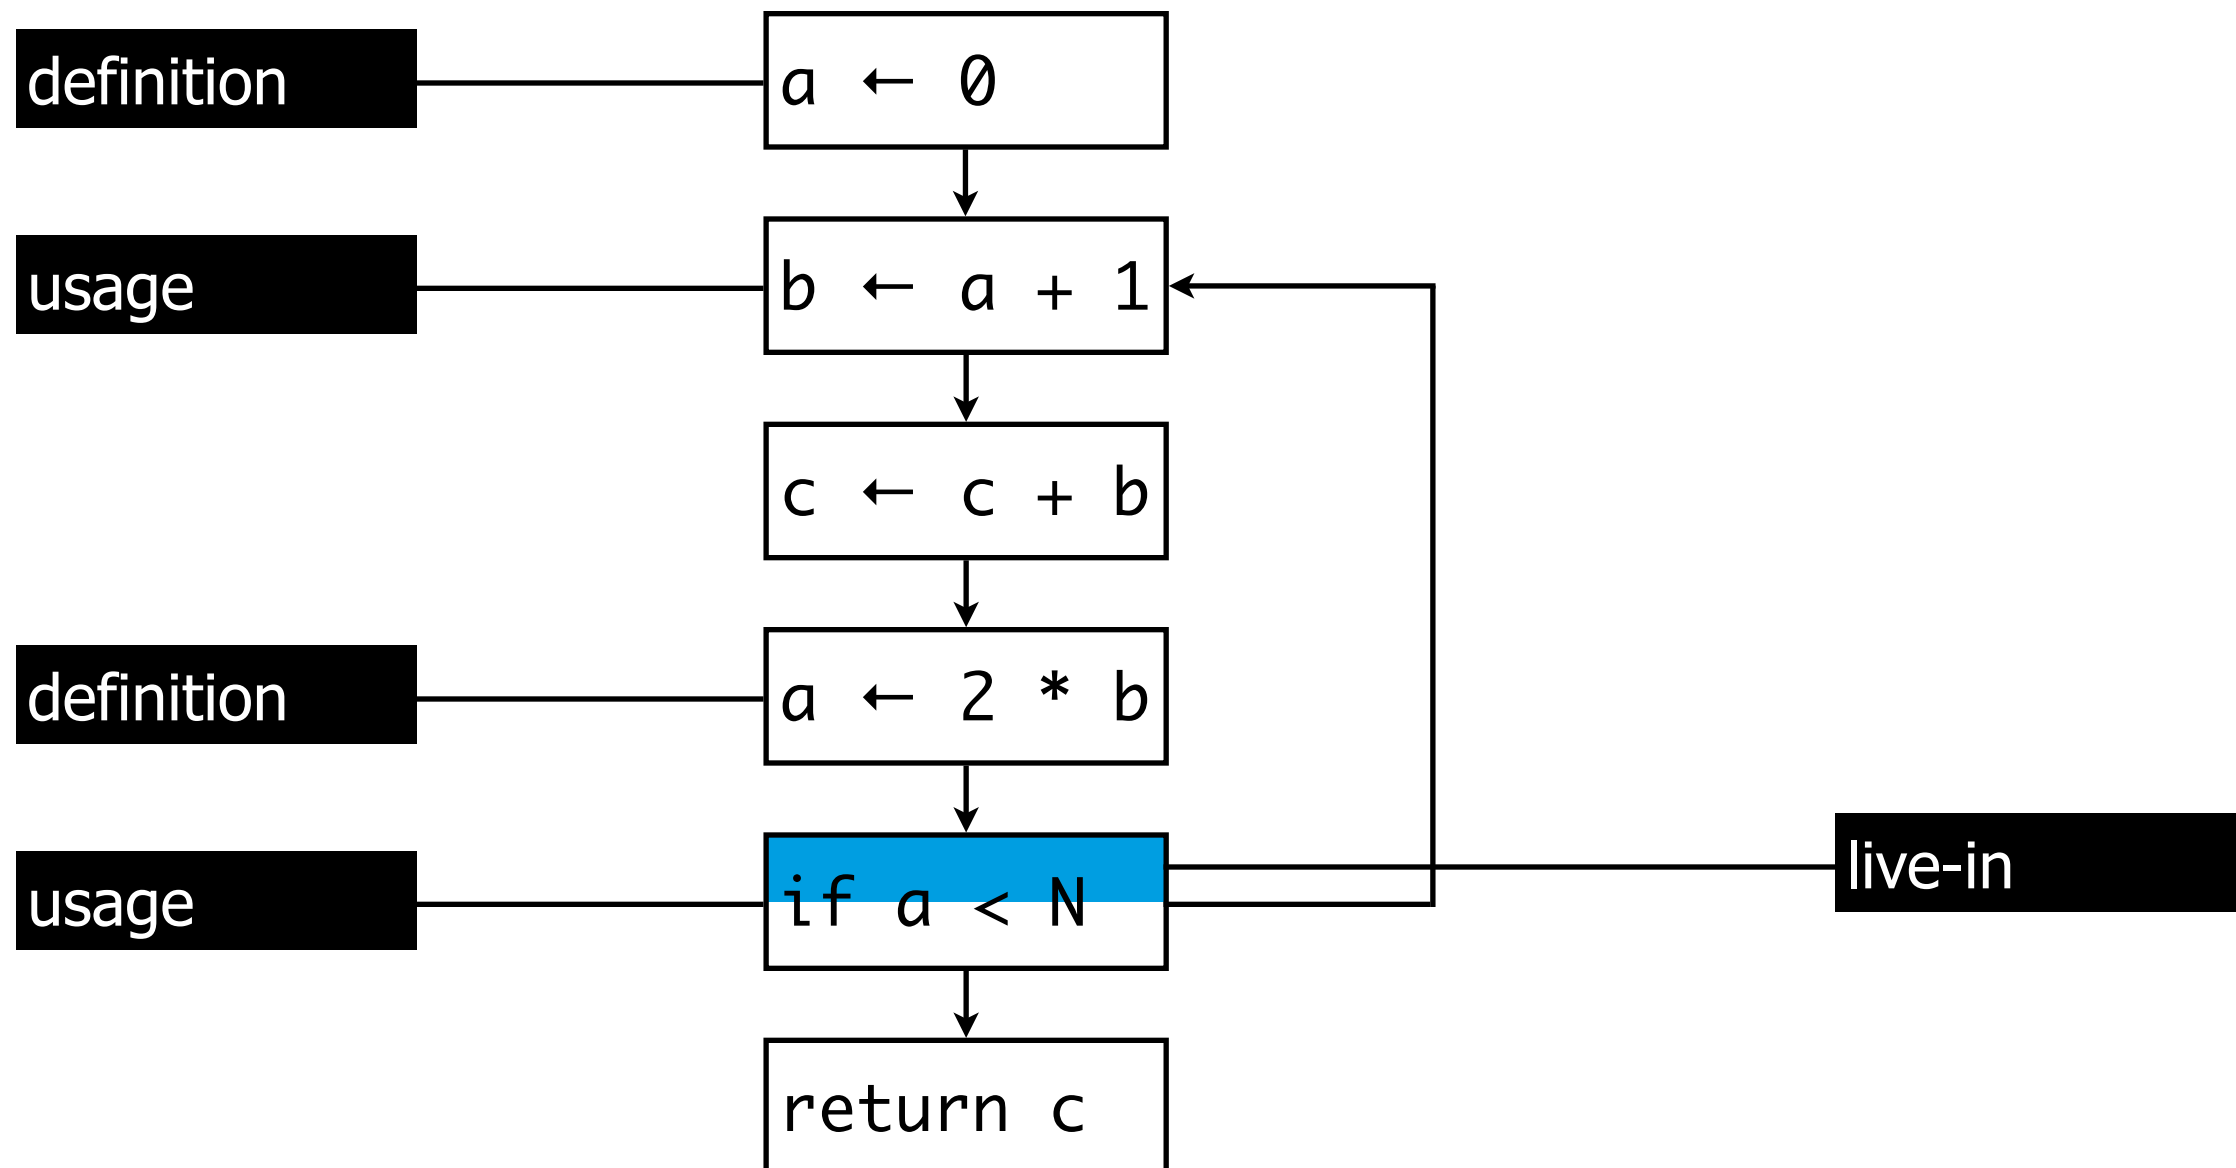 definition
a ← 0
usage
b ← a + 1
c ← c + b
definition
a ← 2 * b
live-in
usage
if a < N
return c